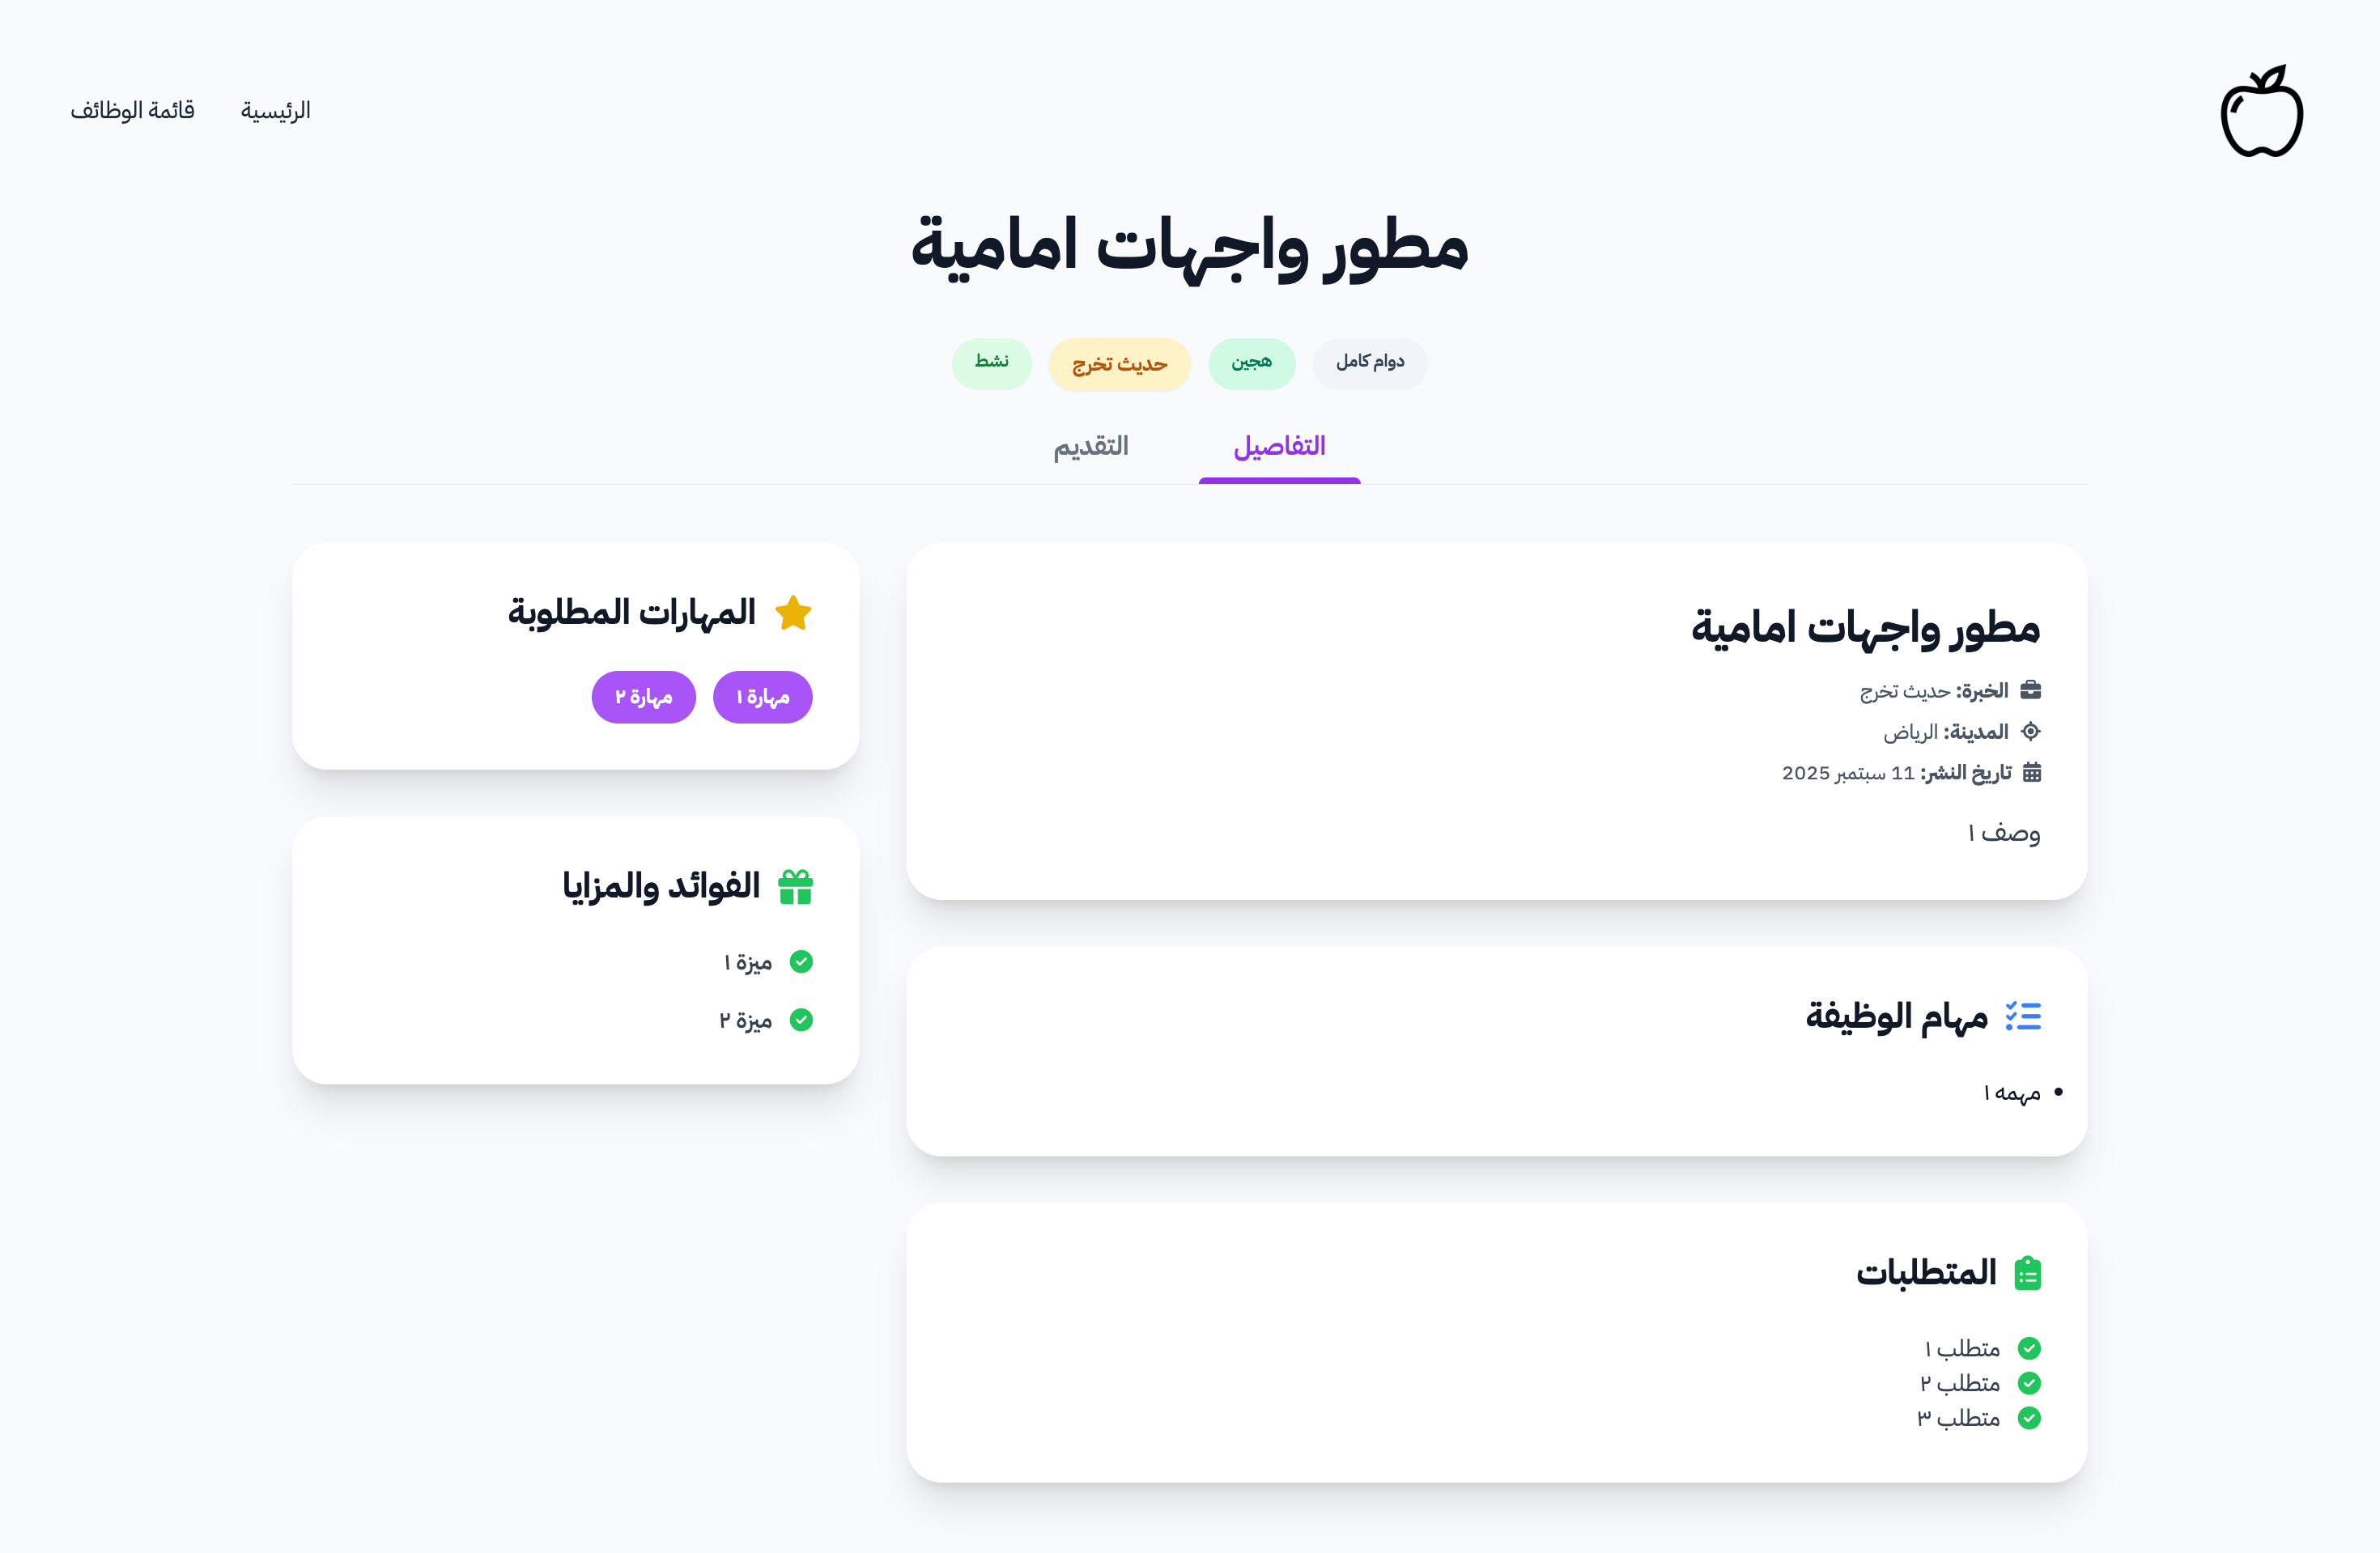 الرئيسية
قائمة الوظائف
مطور واجهات امامية
دوام كامل
هجين
حديث تخرج
نشط
التفاصيل
التقديم
مطور واجهات امامية
الخبرة: حديث تخرج
المدينة: الرياض
تاريخ النشر: 11 سبتمبر 2025
وصف ١
مهام الوظيفة
• مهمه ١
المتطلبات
متطلب ١
متطلب ٢
متطلب ٣
المهارات المطلوبة
مهارة ١
مهارة ٢
الفوائد والمزايا
ميزة ١
ميزة ٢